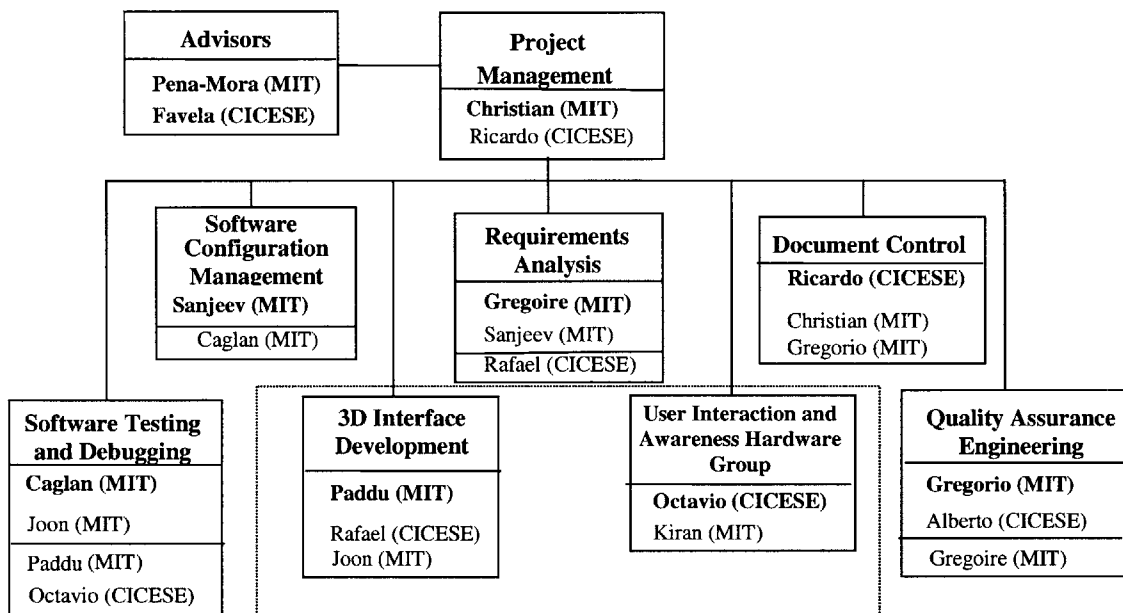 Advisors
Pena-Mora (MIT)
Favela (CICESE)
Project
Management
Christian (MIT)
Ricardo (CICESE)
Software
Configuration
Management
Sanjeev (MIT)
Caglan (MIT)
Requirements
Analysis
Gregoire (MIT)
Sanjeev (MIT)
Rafael (CICESE)
Document Control
Ricardo (CICESE)
Christian (MIT)
Gregorio (MIT)
Software Testing
and Debugging
Caglan (MIT)
Joon (MIT)
Paddu (MIT)
Octavio (CICESE)
3D Interface
Development
Paddu (MIT)
Rafael (CICESE)
Joon (MIT)
User Interaction and
Awareness Hardware
Group
Octavio (CICESE)
Kiran (MIT)
Quality Assurance
Engineering
Gregorio (MIT)
Alberto (CICESE)
Gregoire (MIT)